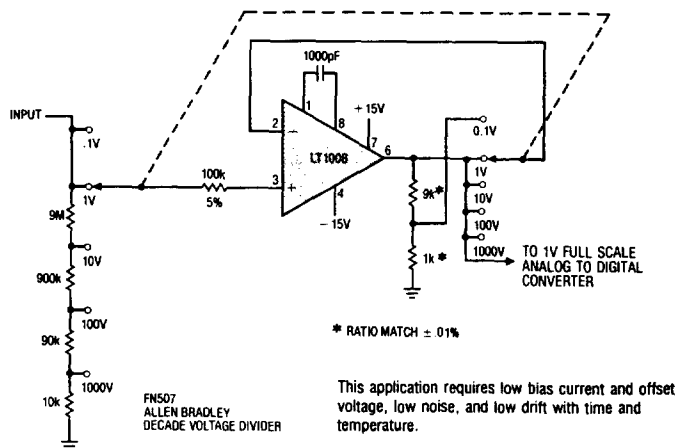 1000pF
INPUT
.1V
1V
9M
10V
900k
100V
90k
1000V
10k
100k
5%
2
3
1
8
+15V
7
6
LT1008
4
-15V
0.1V
1V
9k*
10V
100V
1k*
1000V
TO 1V FULL SCALE
ANALOG TO DIGITAL
CONVERTER
* RATIO MATCH ± .01%
FN507
ALLEN BRADLEY
DECADE VOLTAGE DIVIDER
This application requires low bias current and offset
voltage, low noise, and low drift with time and
temperature.